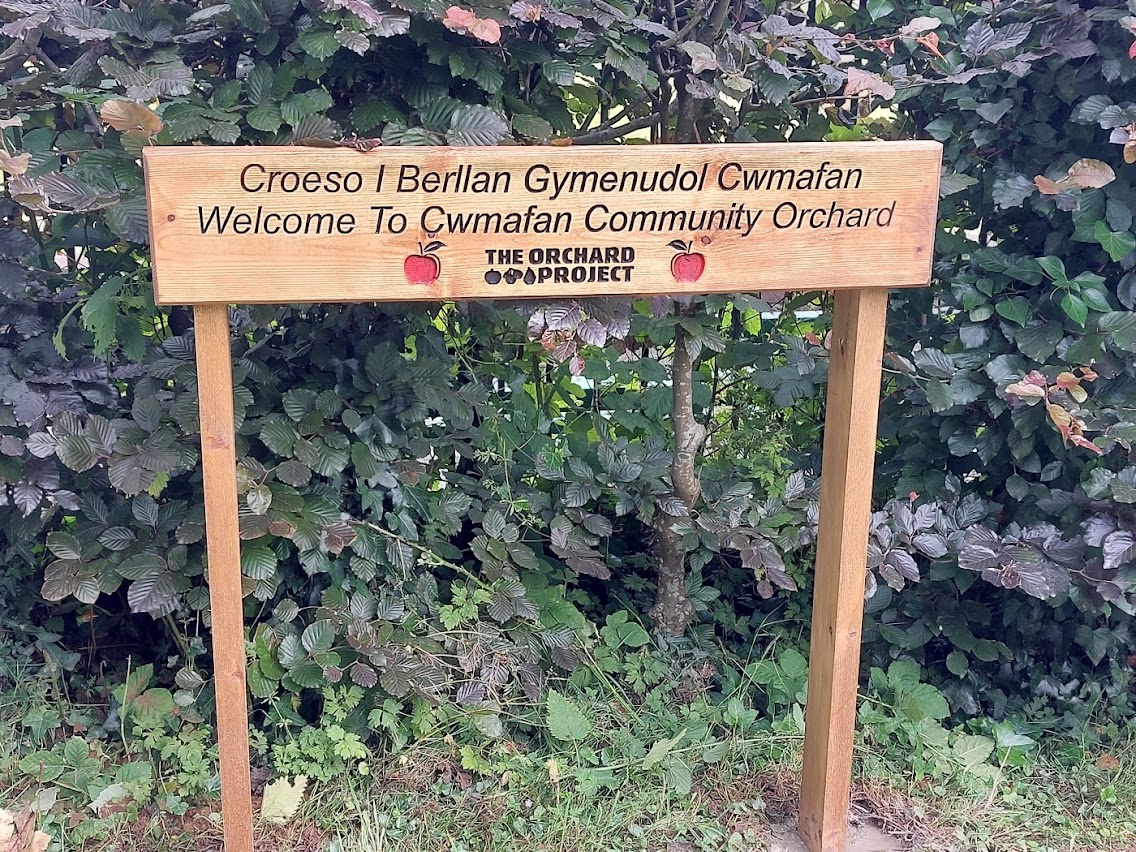 Croeso I Berllan Gymenudol Cwmafan
Welcome To Cwmafan Community Orchard
THE ORCHARD
PROJECT